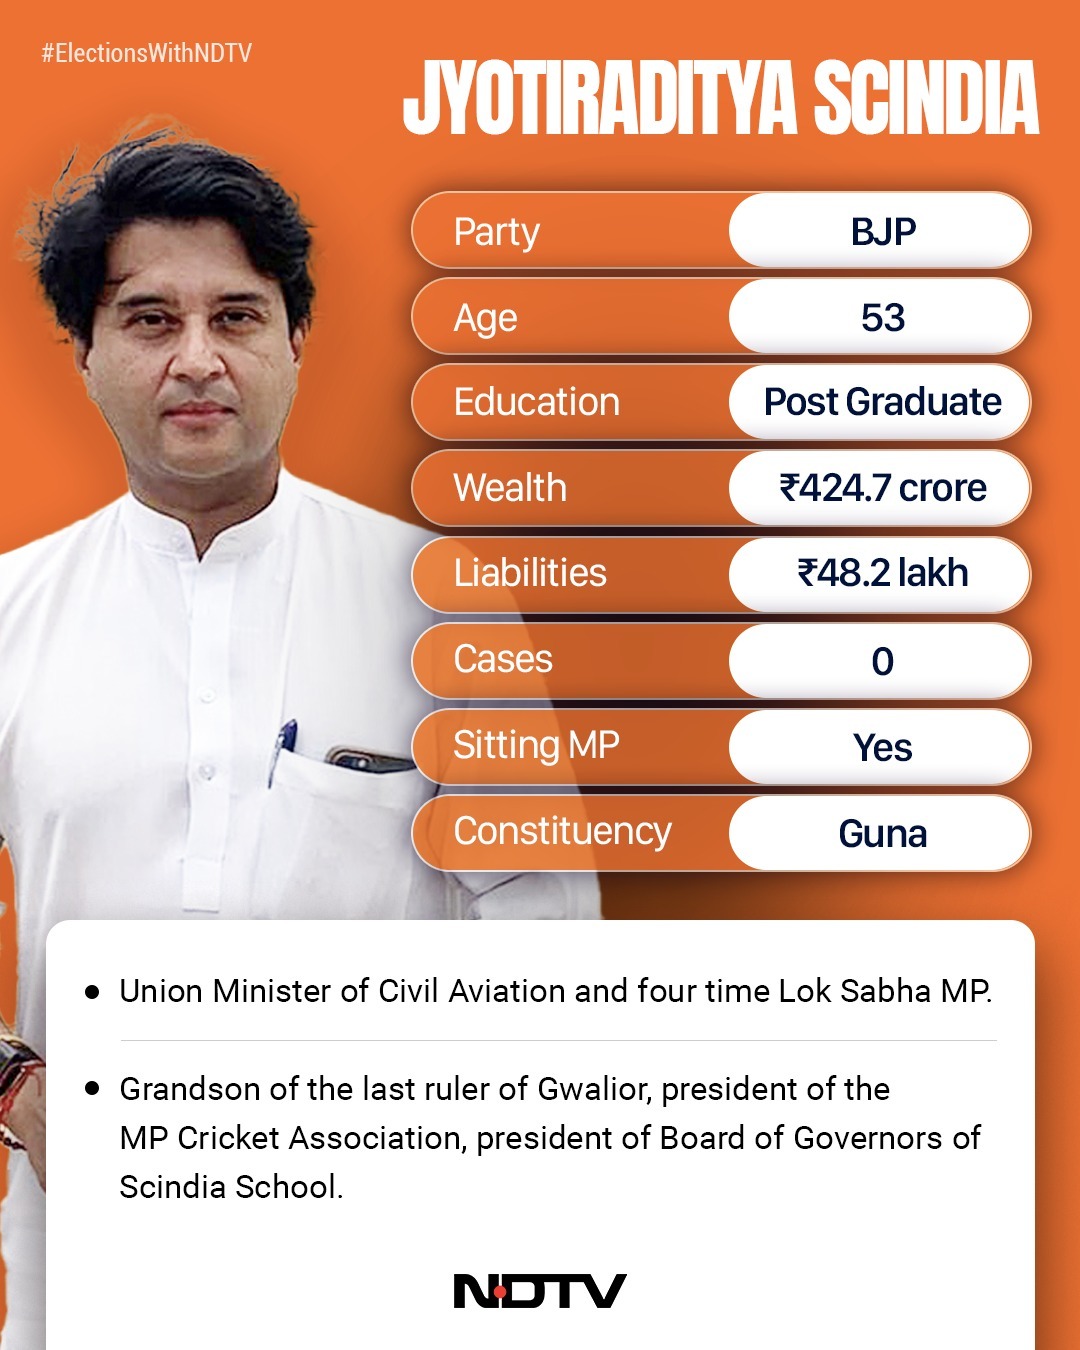 #ElectionsWithNDTV
JYOTIRADITYA SCINDIA
Party BJP
Age 53
Education Post Graduate
Wealth ₹424.7 crore
Liabilities ₹48.2 lakh
Cases 0
Sitting MP Yes
Constituency Guna
• Union Minister of Civil Aviation and four time Lok Sabha MP.
• Grandson of the last ruler of Gwalior, president of the
MP Cricket Association, president of Board of Governors of
Scindia School.
NDTV